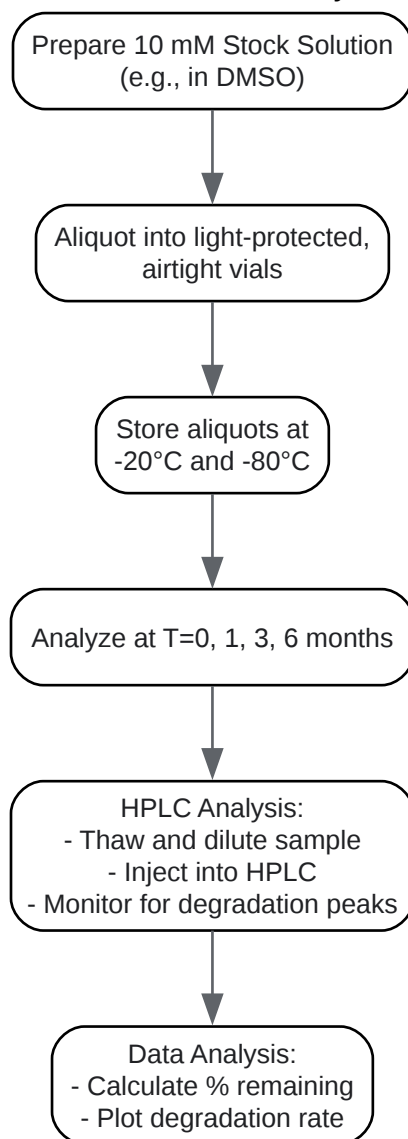 Prepare 10 mM Stock Solution
(e.g., in DMSO)
Aliquot into light-protected,
airtight vials
Store aliquots at
-20°C and -80°C
Analyze at T=0, 1, 3, 6 months
HPLC Analysis:
- Thaw and dilute sample
- Inject into HPLC
- Monitor for degradation peaks
Data Analysis:
- Calculate % remaining
- Plot degradation rate